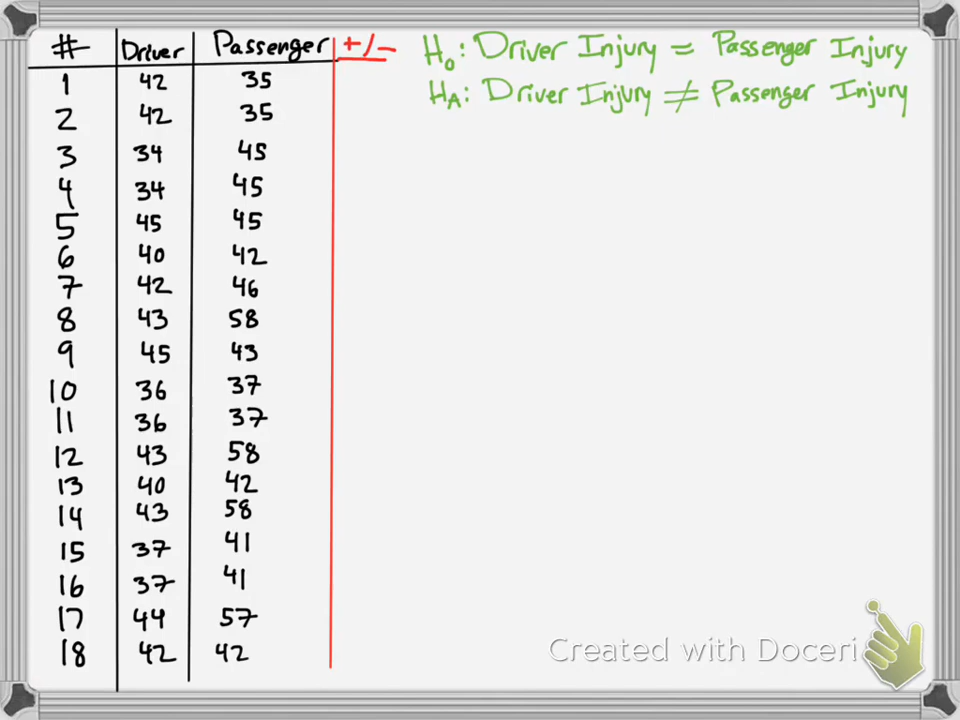 # Driver Passenger +/- H₀: Driver Injury = Passenger Injury
1 42 35 Hᴀ: Driver Injury ≠ Passenger Injury
2 42 35
3 34 45
4 34 45
5 45 45
6 40 42
7 42 46
8 43 58
9 45 43
10 36 37
11 36 37
12 43 58
13 40 42
14 43 58
15 37 41
16 37 41
17 44 57
18 42 42
Created with Doceri